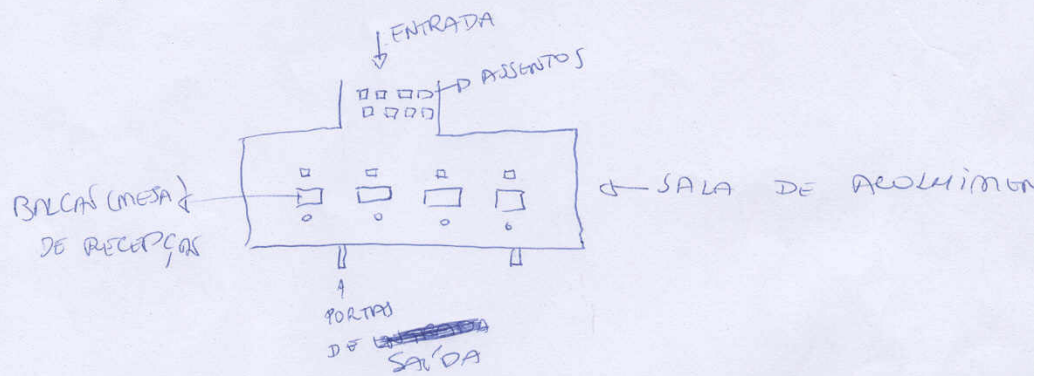 ENTRADA
ASSENTOS
BALCÃO (MESA)
DE RECEPÇÃO
SALA DE ACOLHIMEN
PORTAS
DE
SAÍDA